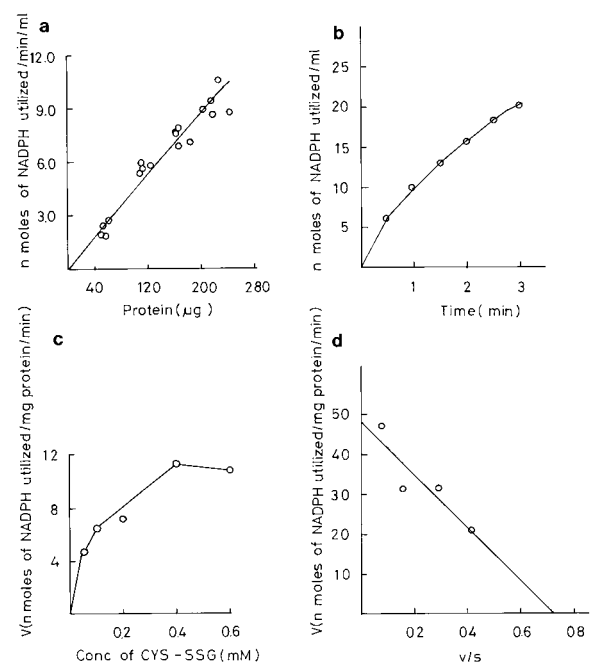 a
n moles of NADPH utilized/min/ml
12.0
9.0
6.0
3.0
40 120 200 280
Protein(µg)
b
n moles of NADPH utilized/ml
25
20
15
10
5
1 2 3
Time(min)
c
V(n moles of NADPH utilized/mg protein/min)
12
8
4
0.2 0.4 0.6
Conc of CYS-SSG(mM)
d
V(n moles of NADPH utilized/mg protein/min)
50
40
30
20
10
0.2 0.4 0.6 0.8
v/s